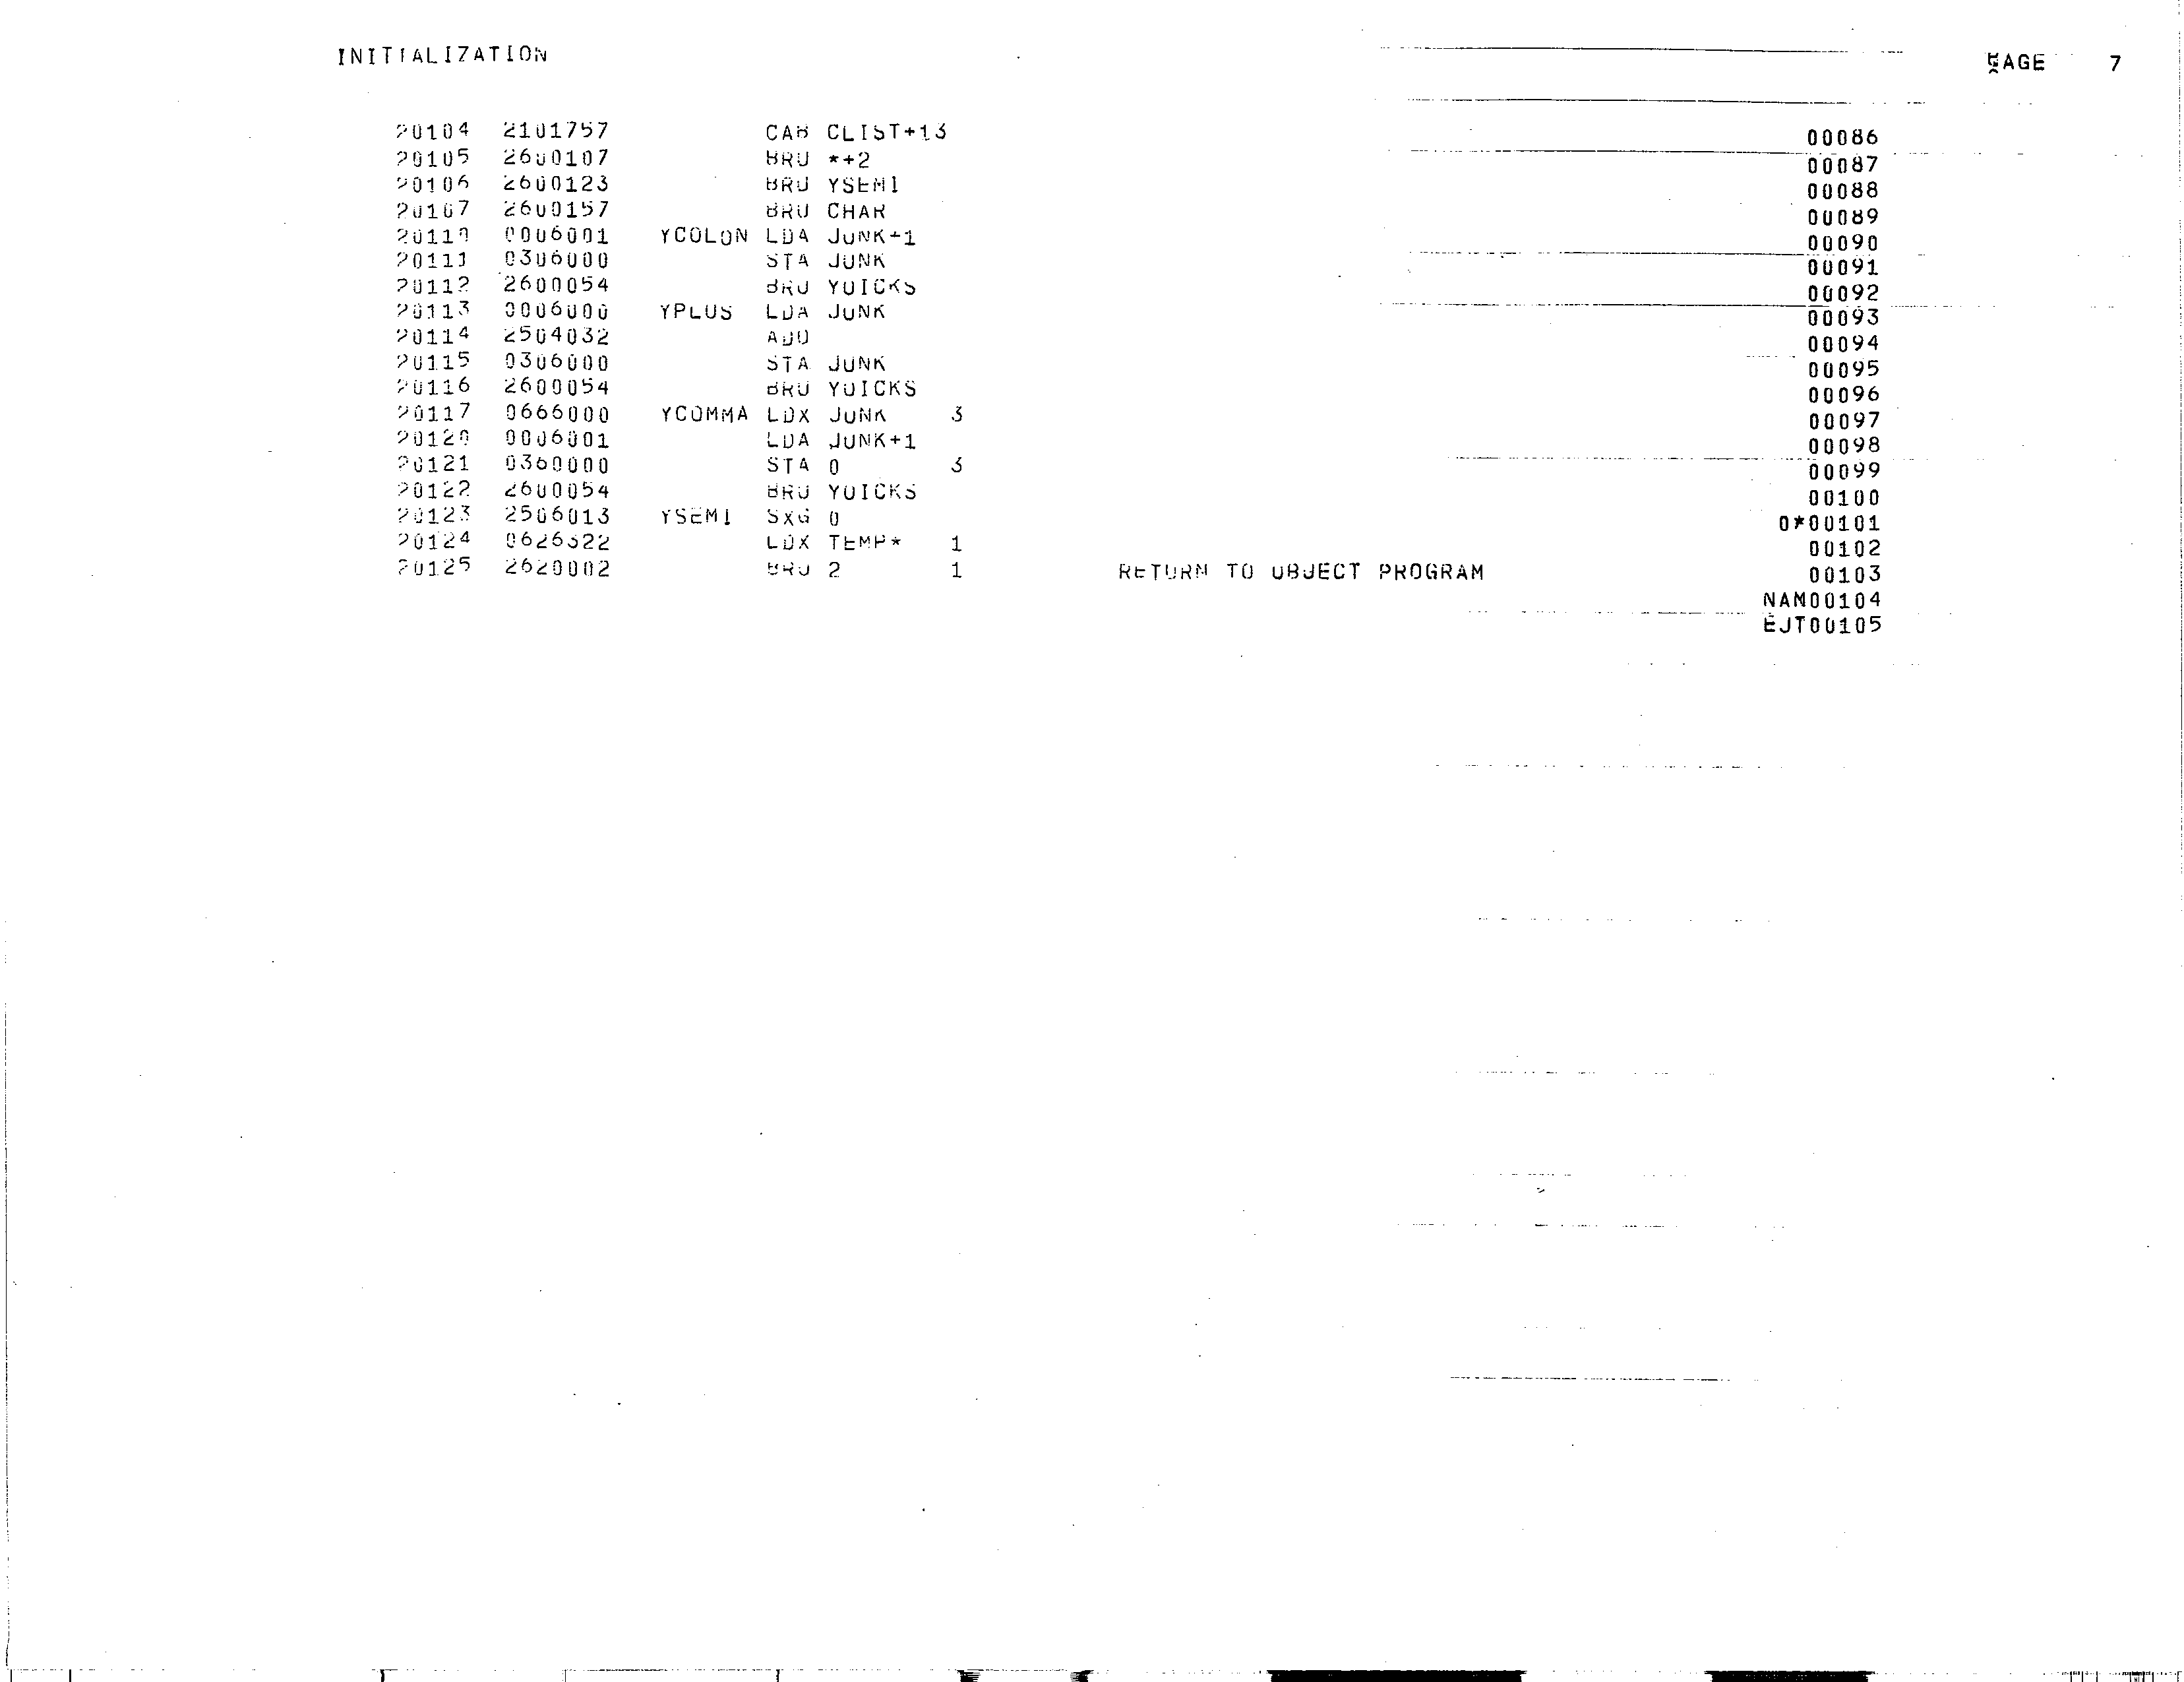 INITIALIZATION PAGE 7
20104 2101757 CAB CLIST+13 00086
20105 2600107 BRU *+2 00087
20106 2600123 BRU YSEMI 00088
20107 2600157 BRU CHAR 00089
20110 0006001 YCOLON LDA JUNK+1 00090
20111 0306000 STA JUNK 00091
20112 2600054 BRU YOICKS 00092
20113 0006000 YPLUS LDA JUNK 00093
20114 2504032 ADO 00094
20115 0306000 STA JUNK 00095
20116 2600054 BRU YOICKS 00096
20117 0666000 YCOMMA LDX JUNK 3 00097
20120 0006001 LDA JUNK+1 00098
20121 0360000 STA 0 3 00099
20122 2600054 BRU YOICKS 00100
20123 2506013 YSEMI SXG 0 0*00101
20124 0626322 LDX TEMP* 1 00102
20125 2620002 BRU 2 1 RETURN TO OBJECT PROGRAM 00103
NAM00104
EJT00105